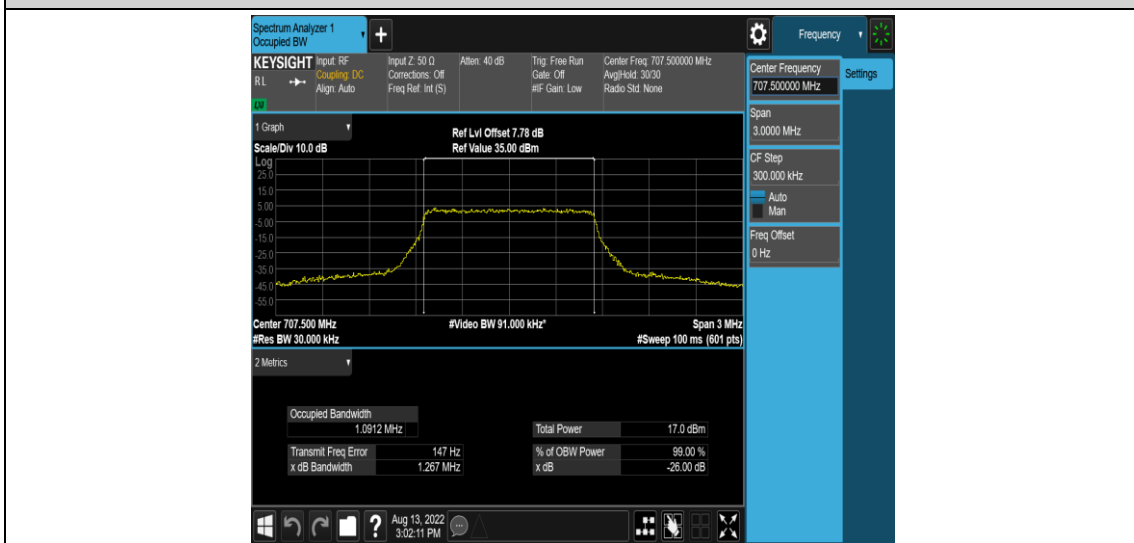 Spectrum Analyzer 1
Occupied BW
+
Frequency
KEYSIGHT
RL
LXI
Input: RF
Coupling: DC
Align: Auto
Input Z: 50 Ω
Corrections: Off
Freq Ref: Int (S)
Atten: 40 dB
Trig: Free Run
Gate: Off
#IF Gain: Low
Center Freq: 707.500000 MHz
Avg|Hold: 30/30
Radio Std: None
Center Frequency
707.500000 MHz
Settings
Span
3.0000 MHz
CF Step
300.000 kHz
Auto
Man
Freq Offset
0 Hz
1 Graph
Scale/Div 10.0 dB
Ref Lvl Offset 7.78 dB
Ref Value 35.00 dBm
Log
25.0
15.0
5.00
-5.00
-15.0
-25.0
-35.0
-45.0
-55.0
Center 707.500 MHz
#Video BW 91.000 kHz*
Span 3 MHz
#Res BW 30.000 kHz
#Sweep 100 ms (601 pts)
2 Metrics
Occupied Bandwidth
1.0912 MHz
Total Power 17.0 dBm
Transmit Freq Error 147 Hz
% of OBW Power 99.00 %
x dB Bandwidth 1.267 MHz
x dB -26.00 dB
?
Aug 13, 2022
3:02:11 PM